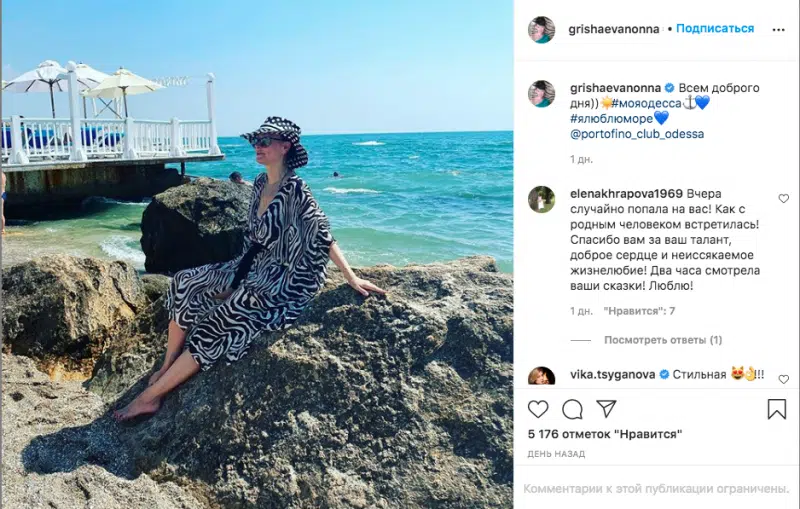 grishaevanonna • Подписаться
grishaevanonna Всем доброго
дня))☀️#мояодесса⚓💙
#ялюблюморе💙
@portofino_club_odessa
1 дн.
elenakhrapova1969 Вчера
случайно попала на вас! Как с
родным человеком встретилась!
Спасибо вам за ваш талант,
доброе сердце и неиссякаемое
жизнелюбие! Два часа смотрела
ваши сказки! Люблю!
1 дн. "Нравится": 7
Посмотреть ответы (1)
vika.tsyganova Стильная 😻👌!!!
5 176 отметок "Нравится"
ДЕНЬ НАЗАД
Комментарии к этой публикации ограничены.